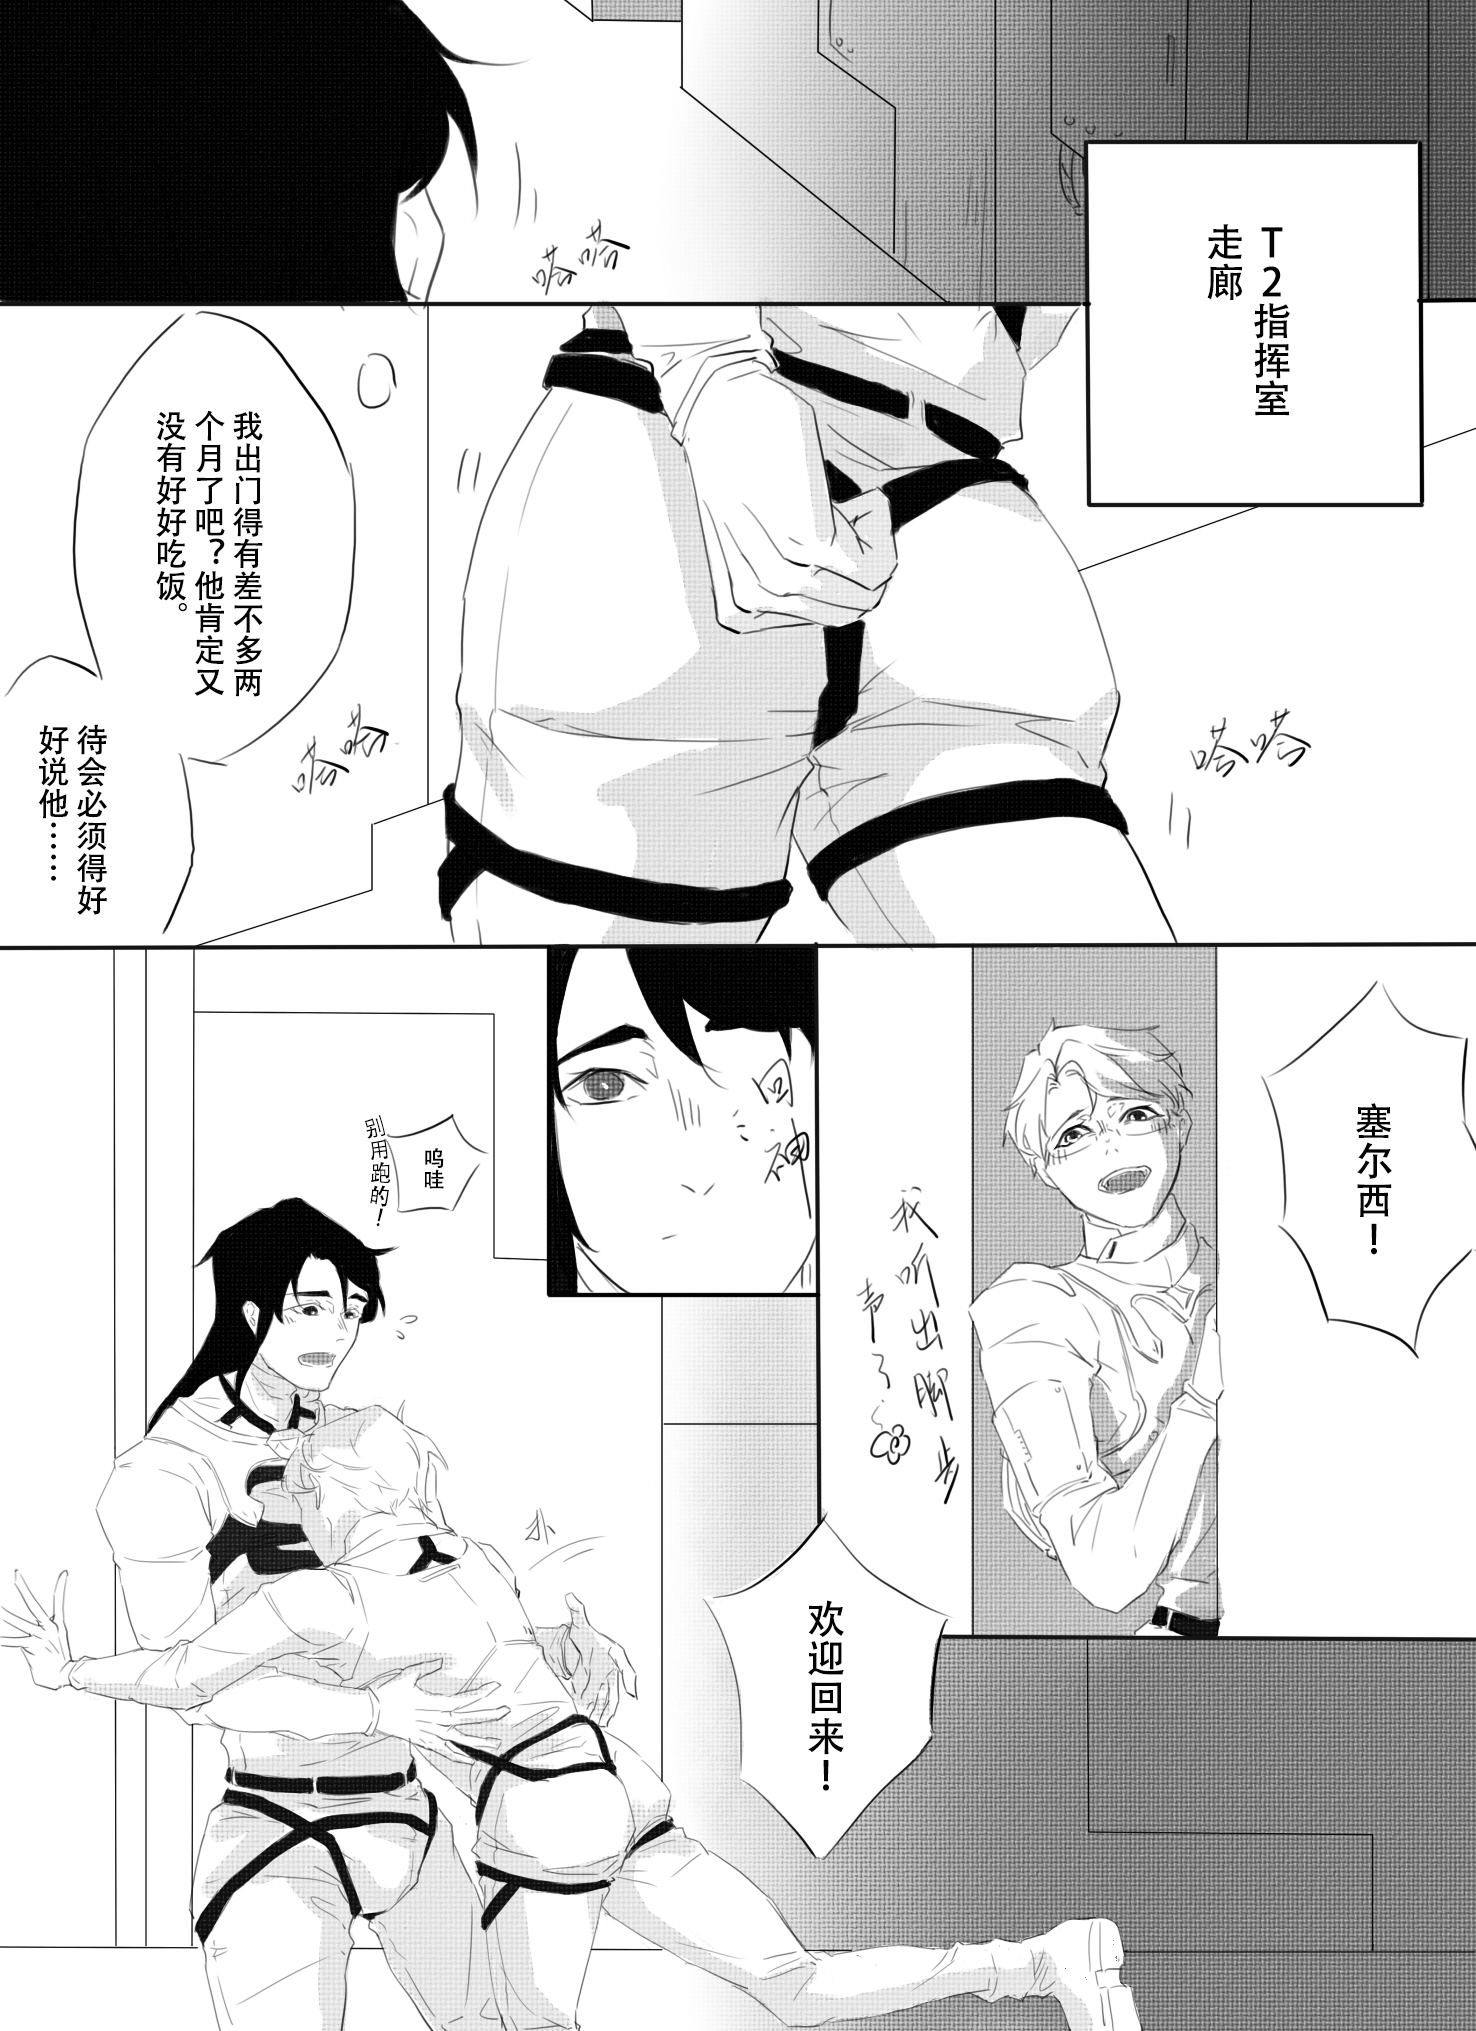 T2指挥室
走廊
嗒嗒
我出门得有差不多两
个月了吧？他肯定又
没有好好吃饭。
待会必须得好
好说他……
嗒嗒
嗒嗒
塞尔西！
我听出脚步
声了
回神
呜哇
别用跑的！
扑
欢迎回来！